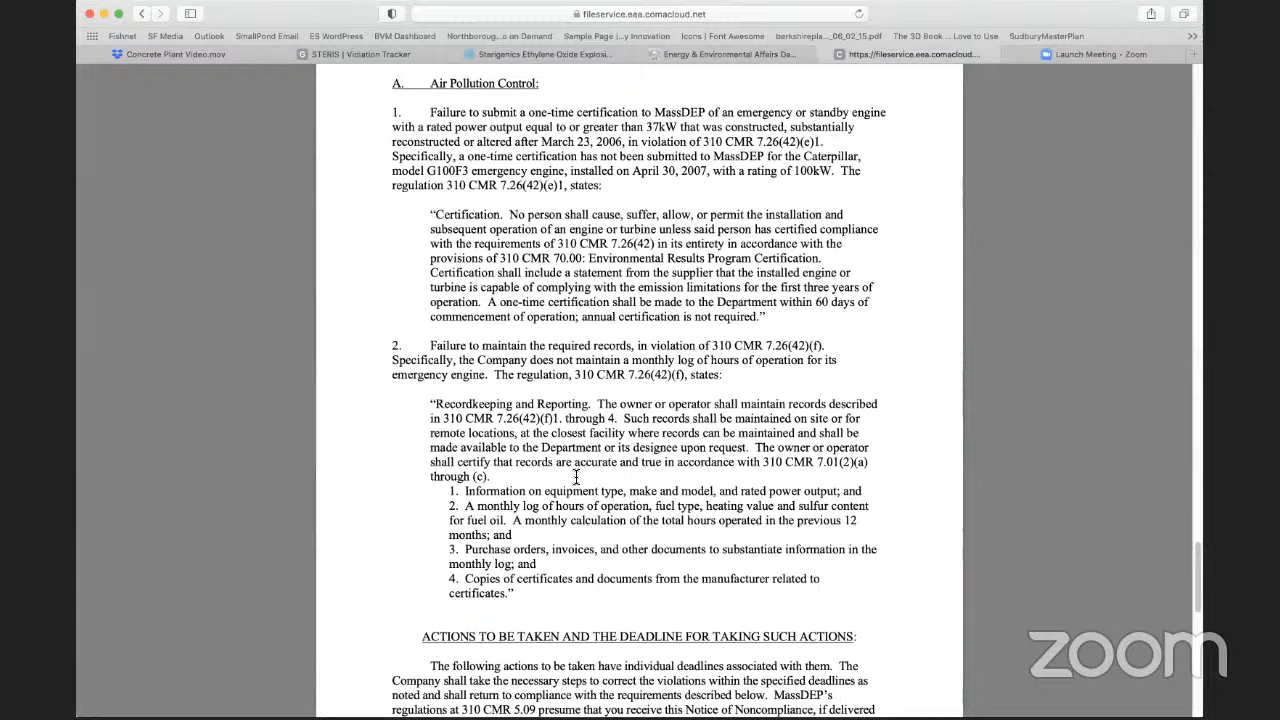 fileservice.eea.comacloud.net
Fishnet SF Media Outlook SmallPond Email ES WordPress BVM Dashboard Northboroug...on Demand Sample Page (...y Innovation Icons | Font Awesome berkshirepla..._06_02_15.pdf The 3D Book ... Love to Use SudburyMasterPlan >>
Concrete Plant Video.mov STERIS | Violation Tracker Sterigenics Ethylene Oxide Explosi... Energy & Environmental Affairs Da... https://fileservice.eea.comacloud.... Launch Meeting - Zoom +
A. Air Pollution Control:
1. Failure to submit a one-time certification to MassDEP of an emergency or standby engine
with a rated power output equal to or greater than 37kW that was constructed, substantially
reconstructed or altered after March 23, 2006, in violation of 310 CMR 7.26(42)(e)1.
Specifically, a one-time certification has not been submitted to MassDEP for the Caterpillar,
model G100F3 emergency engine, installed on April 30, 2007, with a rating of 100kW. The
regulation 310 CMR 7.26(42)(e)1, states:
“Certification. No person shall cause, suffer, allow, or permit the installation and
subsequent operation of an engine or turbine unless said person has certified compliance
with the requirements of 310 CMR 7.26(42) in its entirety in accordance with the
provisions of 310 CMR 70.00: Environmental Results Program Certification.
Certification shall include a statement from the supplier that the installed engine or
turbine is capable of complying with the emission limitations for the first three years of
operation. A one-time certification shall be made to the Department within 60 days of
commencement of operation; annual certification is not required.”
2. Failure to maintain the required records, in violation of 310 CMR 7.26(42)(f).
Specifically, the Company does not maintain a monthly log of hours of operation for its
emergency engine. The regulation, 310 CMR 7.26(42)(f), states:
“Recordkeeping and Reporting. The owner or operator shall maintain records described
in 310 CMR 7.26(42)(f)1. through 4. Such records shall be maintained on site or for
remote locations, at the closest facility where records can be maintained and shall be
made available to the Department or its designee upon request. The owner or operator
shall certify that records are accurate and true in accordance with 310 CMR 7.01(2)(a)
through (c).
1. Information on equipment type, make and model, and rated power output; and
2. A monthly log of hours of operation, fuel type, heating value and sulfur content
for fuel oil. A monthly calculation of the total hours operated in the previous 12
months; and
3. Purchase orders, invoices, and other documents to substantiate information in the
monthly log; and
4. Copies of certificates and documents from the manufacturer related to
certificates.”
ACTIONS TO BE TAKEN AND THE DEADLINE FOR TAKING SUCH ACTIONS:
The following actions to be taken have individual deadlines associated with them. The
Company shall take the necessary steps to correct the violations within the specified deadlines as
noted and shall return to compliance with the requirements described below. MassDEP’s
regulations at 310 CMR 5.09 presume that you receive this Notice of Noncompliance, if delivered
zoom